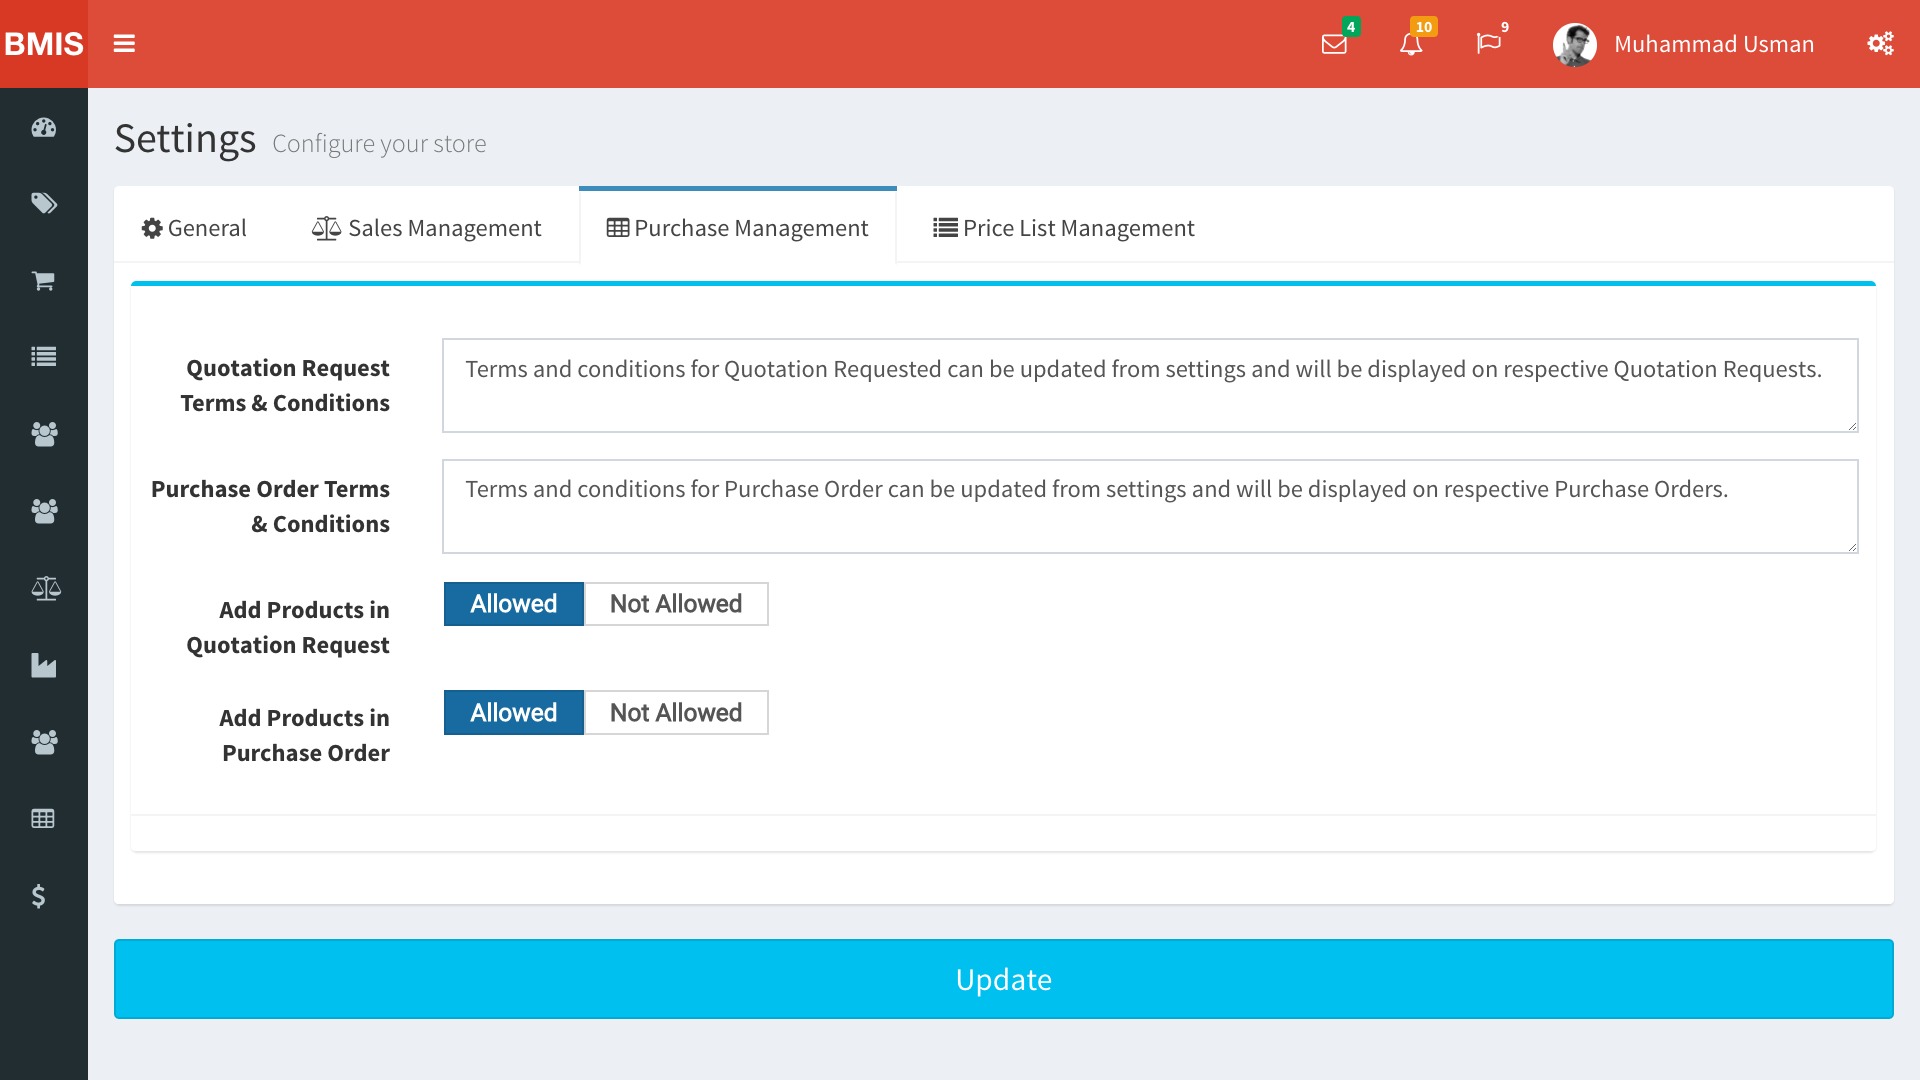 BMIS
4
10
9
Muhammad Usman
Settings Configure your store
General
Sales Management
Purchase Management
Price List Management
Quotation Request
Terms & Conditions
Terms and conditions for Quotation Requested can be updated from settings and will be displayed on respective Quotation Requests.
Purchase Order Terms
& Conditions
Terms and conditions for Purchase Order can be updated from settings and will be displayed on respective Purchase Orders.
Add Products in
Quotation Request
Allowed Not Allowed
Add Products in
Purchase Order
Allowed Not Allowed
Update